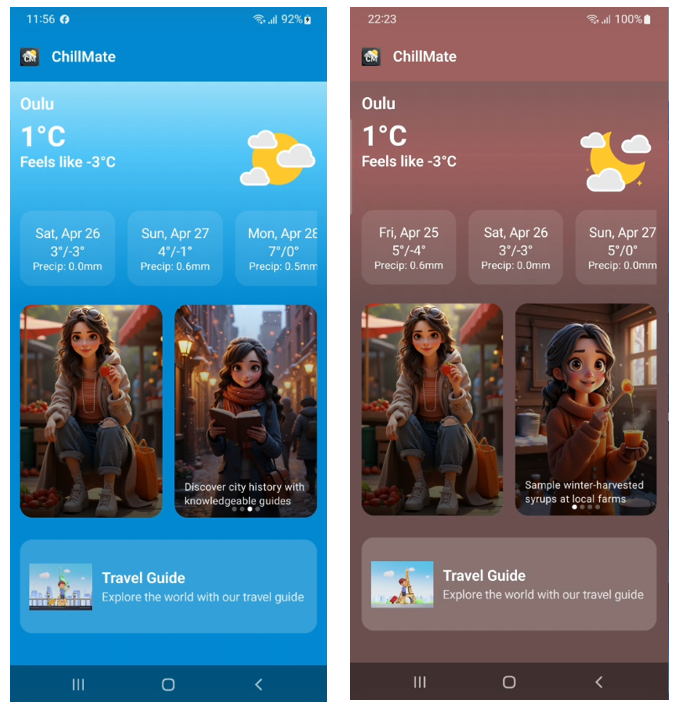 11:56
92%
CM
ChillMate
Oulu
1°C
Feels like -3°C
Sat, Apr 26
3°/-3°
Precip: 0.0mm
Sun, Apr 27
4°/-1°
Precip: 0.6mm
Mon, Apr 28
7°/0°
Precip: 0.5mm
Discover city history with
knowledgeable guides
Travel Guide
Explore the world with our travel guide
22:23
100%
CM
ChillMate
Oulu
1°C
Feels like -3°C
Fri, Apr 25
5°/-4°
Precip: 0.6mm
Sat, Apr 26
3°/-3°
Precip: 0.0mm
Sun, Apr 27
5°/0°
Precip: 0.0mm
Sample winter-harvested
syrups at local farms
Travel Guide
Explore the world with our travel guide